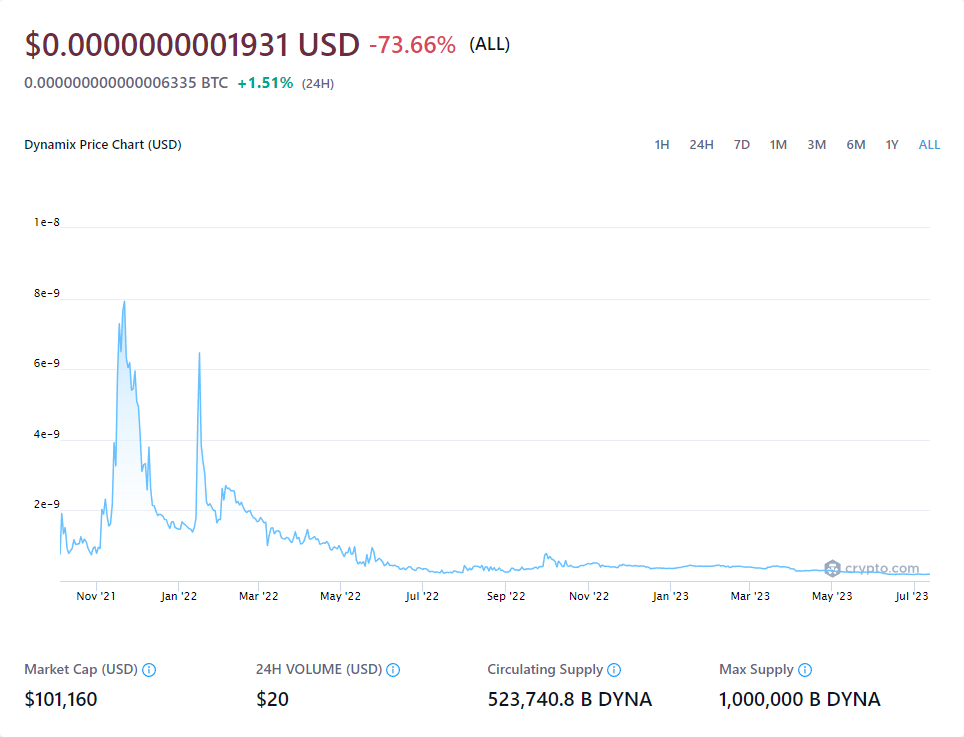 $0.0000000001931 USD -73.66% (ALL)
0.000000000000006335 BTC +1.51% (24H)
Dynamix Price Chart (USD) 1H 24H 7D 1M 3M 6M 1Y ALL
1e-8
8e-9
6e-9
4e-9
2e-9
crypto.com
Nov '21 Jan '22 Mar '22 May '22 Jul '22 Sep '22 Nov '22 Jan '23 Mar '23 May '23 Jul '23
Market Cap (USD) 24H VOLUME (USD) Circulating Supply Max Supply
$101,160 $20 523,740.8 B DYNA 1,000,000 B DYNA